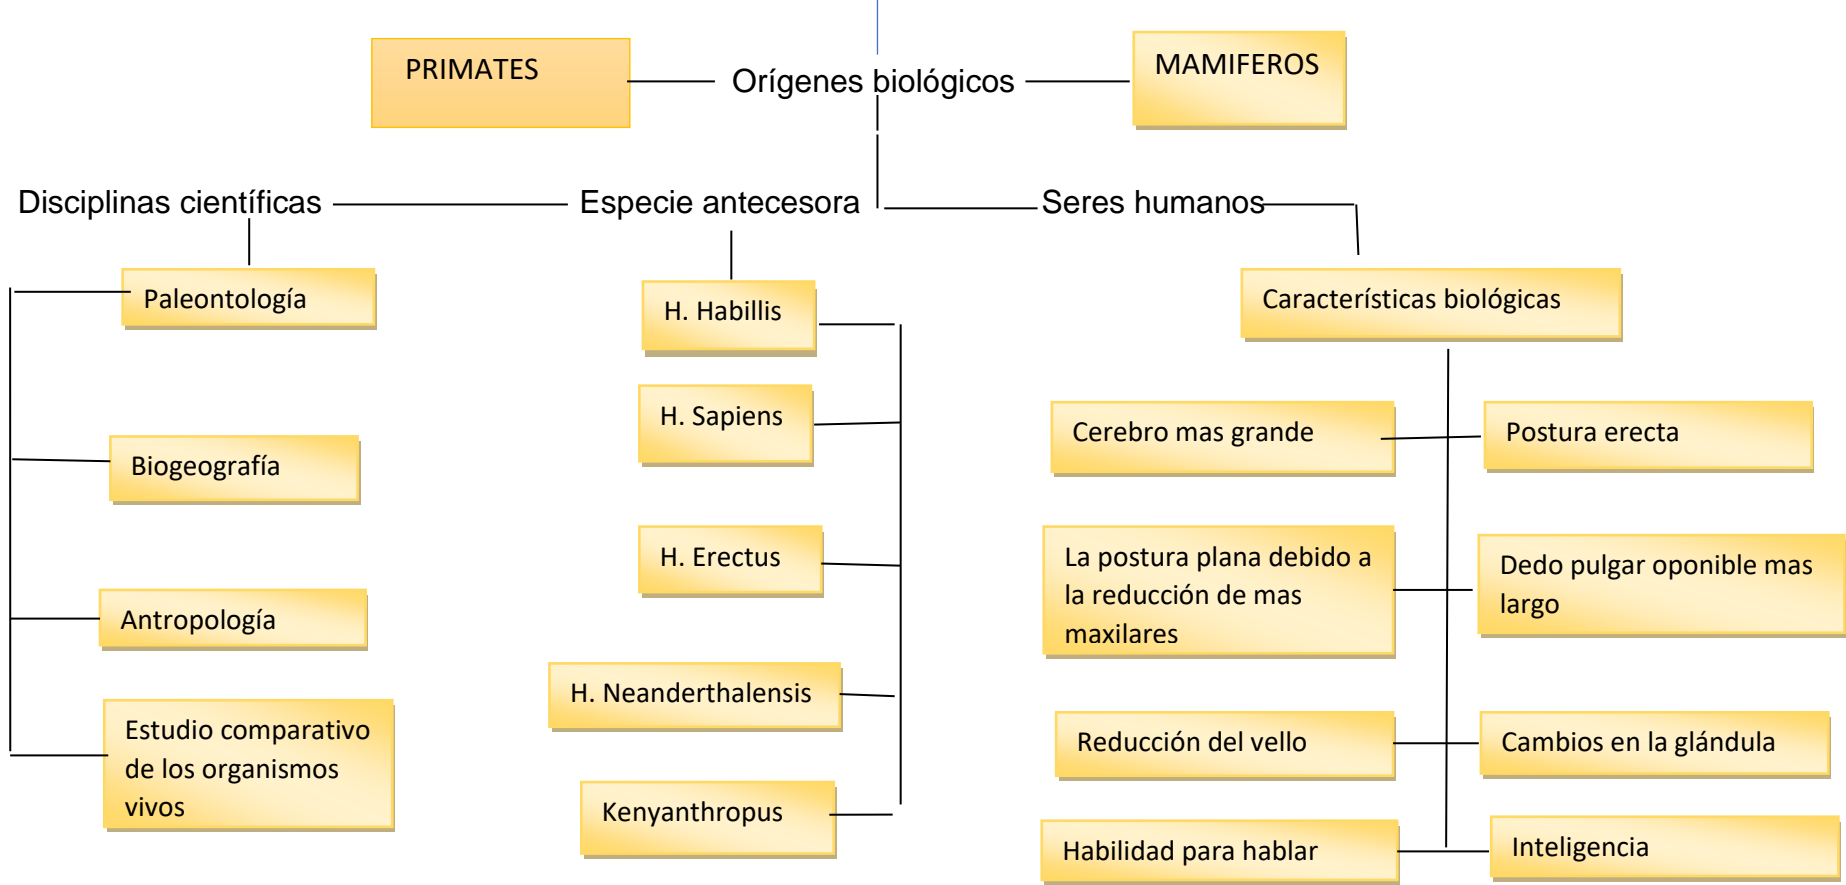 PRIMATES
Orígenes biológicos
MAMIFEROS
Disciplinas científicas
Especie antecesora
Seres humanos
Paleontología
Biogeografía
Antropología
Estudio comparativo
de los organismos
vivos
H. Habillis
H. Sapiens
H. Erectus
H. Neanderthalensis
Kenyanthropus
Características biológicas
Cerebro mas grande
Postura erecta
La postura plana debido a
la reducción de mas
maxilares
Dedo pulgar oponible mas
largo
Reducción del vello
Cambios en la glándula
Habilidad para hablar
Inteligencia